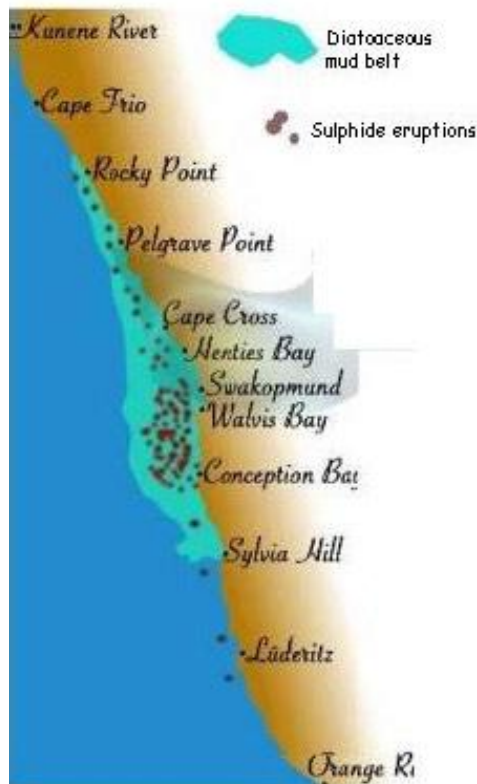 Kunene River
Diatoaceous
mud belt
Cape Frio
Sulphide eruptions
Rocky Point
Pelgrave Point
Cape Cross
Henties Bay
Swakopmund
Walvis Bay
Conception Bay
Sylvia Hill
Lüderitz
Orange R